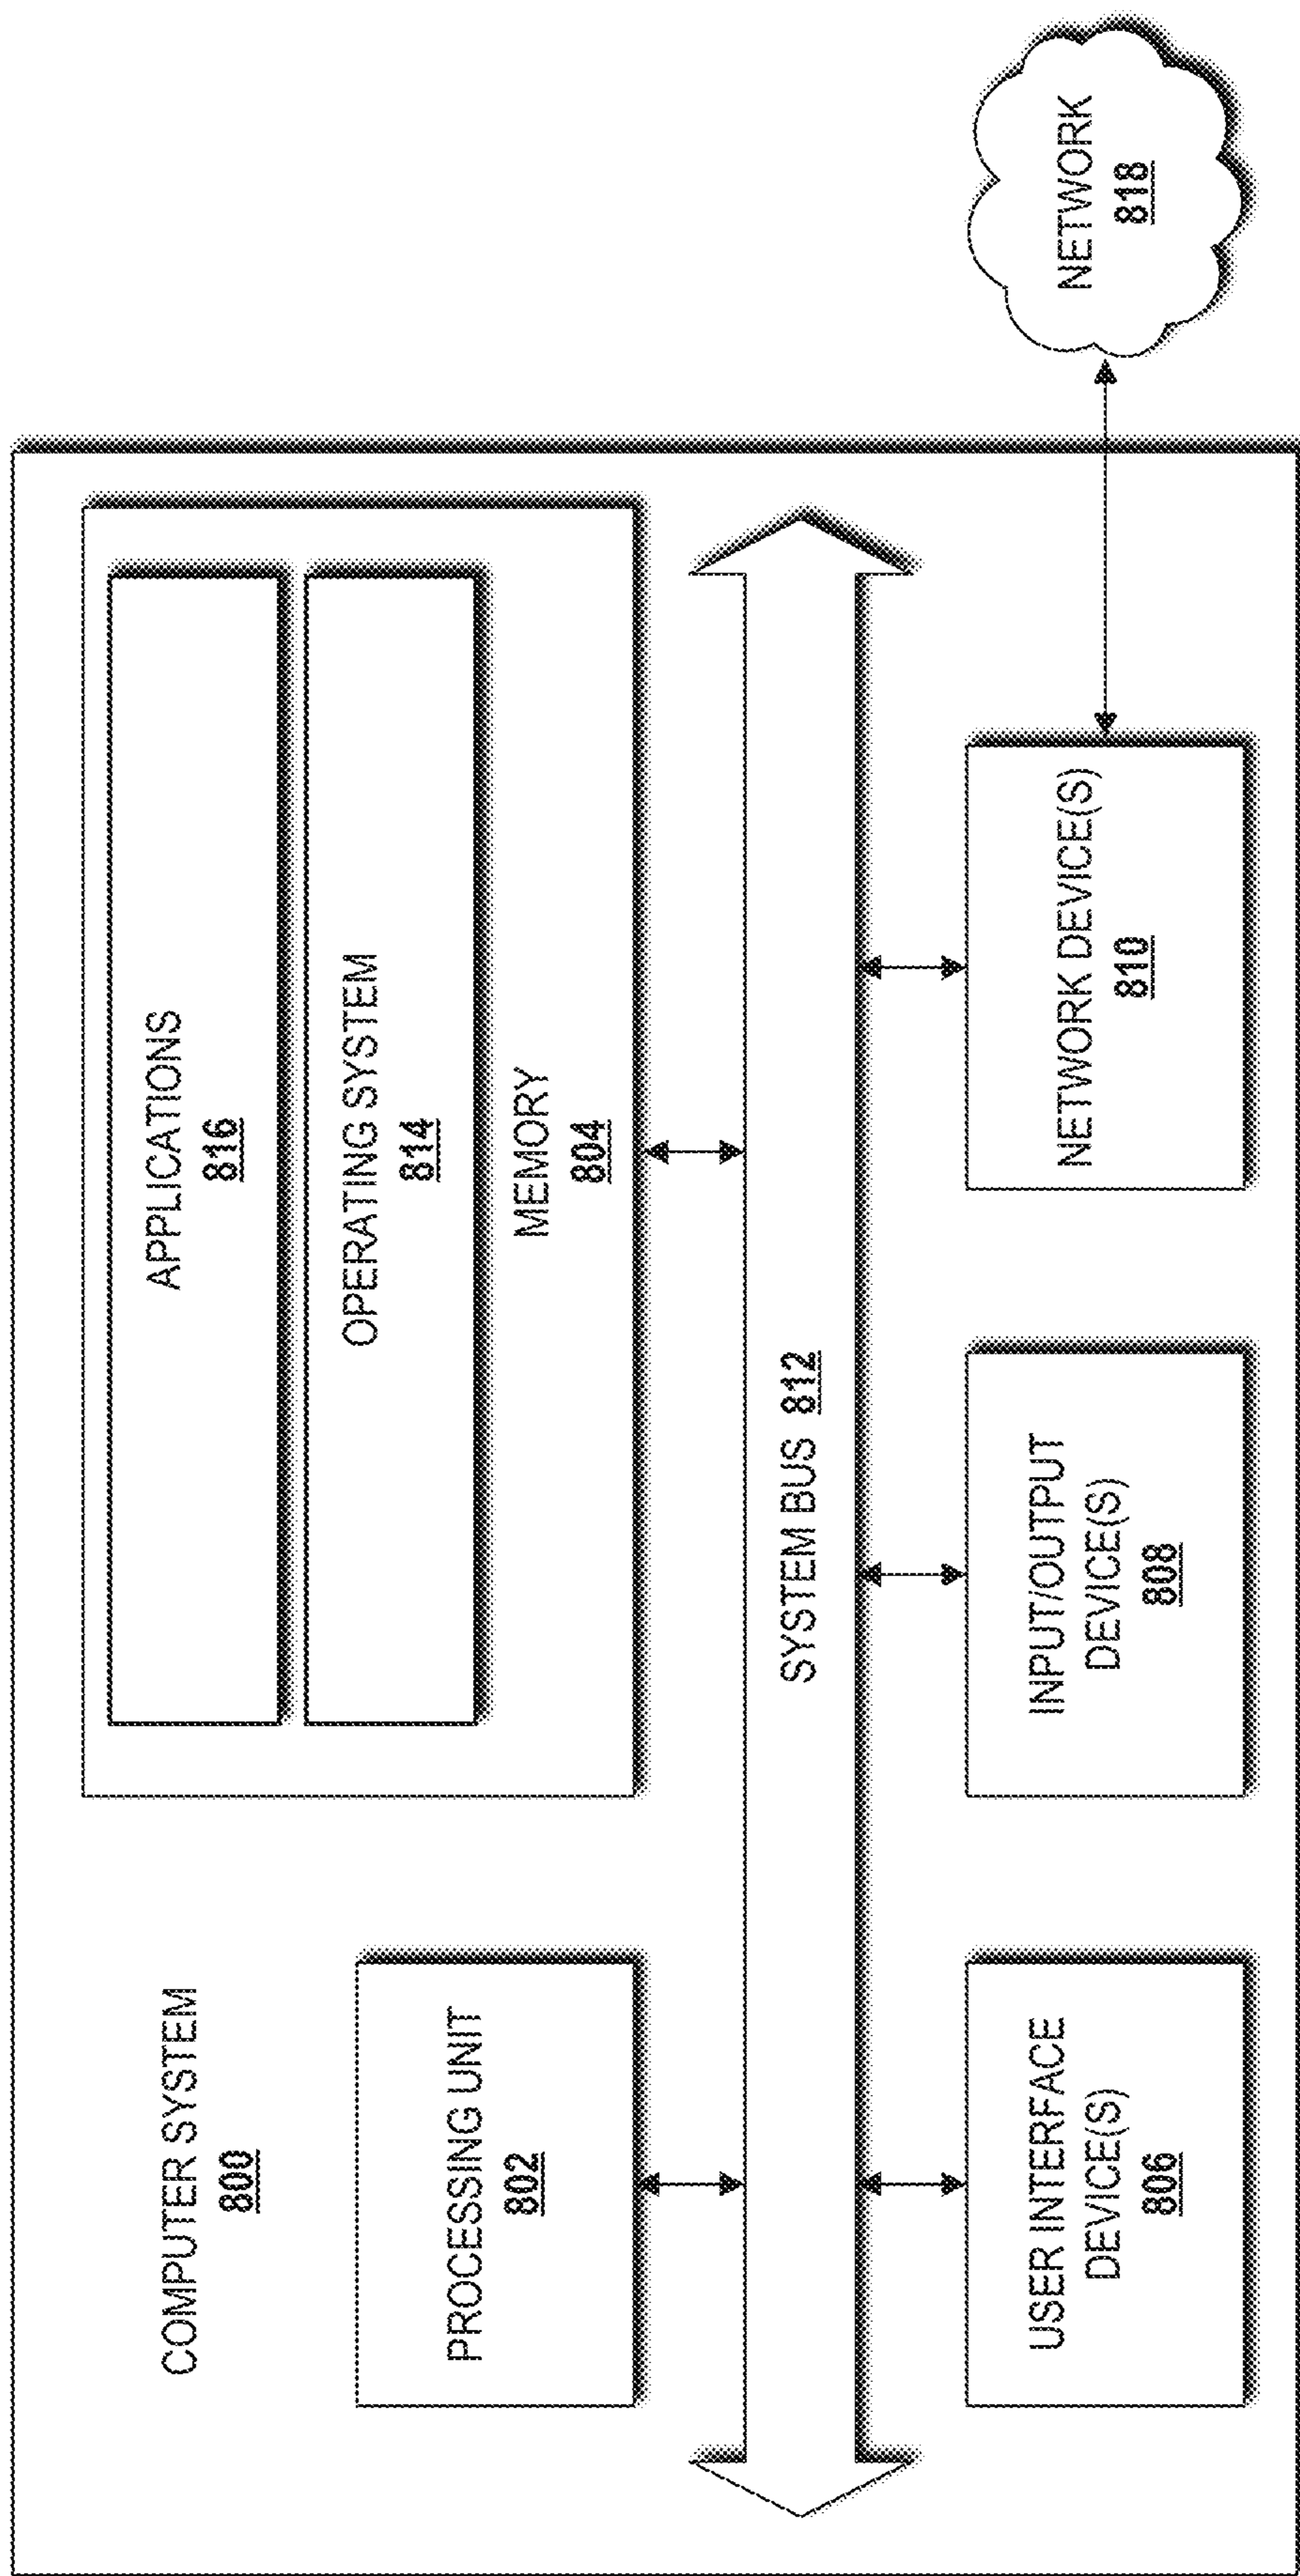 COMPUTER SYSTEM
800
PROCESSING UNIT
802
APPLICATIONS
816
OPERATING SYSTEM
814
MEMORY
804
SYSTEM BUS 812
USER INTERFACE
DEVICE(S)
806
INPUT/OUTPUT
DEVICE(S)
808
NETWORK DEVICE(S)
810
NETWORK
818